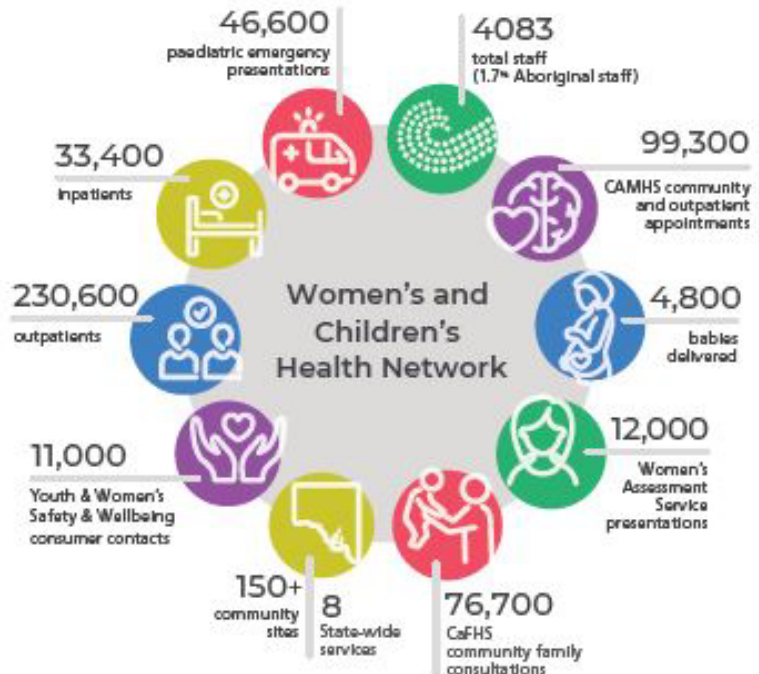 46,600
paediatric emergency
presentations
4083
total staff
(1.7% Aboriginal staff)
33,400
inpatients
99,300
CAMHS community
and outpatient
appointments
230,600
outpatients
Women's and
Children's
Health Network
4,800
babies
delivered
11,000
Youth & Women's
Safety & Wellbeing
consumer contacts
12,000
Women's
Assessment
Service
presentations
150+
community
sites
8
State-wide
services
76,700
CaFHS
community family
consultations